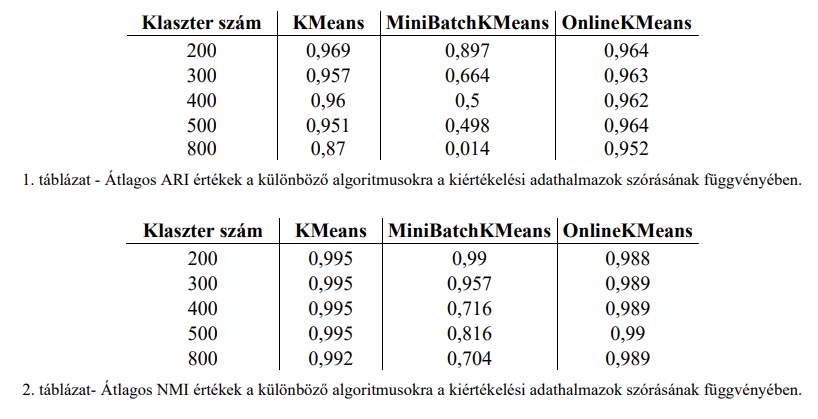 Klaszter szám KMeans MiniBatchKMeans OnlineKMeans
200 0,969 0,897 0,964
300 0,957 0,664 0,963
400 0,96 0,5 0,962
500 0,951 0,498 0,964
800 0,87 0,014 0,952
1. táblázat - Átlagos ARI értékek a különböző algoritmusokra a kiértékelési adathalmazok szórásának függvényében.
Klaszter szám KMeans MiniBatchKMeans OnlineKMeans
200 0,995 0,99 0,988
300 0,995 0,957 0,989
400 0,995 0,716 0,989
500 0,995 0,816 0,99
800 0,992 0,704 0,989
2. táblázat- Átlagos NMI értékek a különböző algoritmusokra a kiértékelési adathalmazok szórásának függvényében.